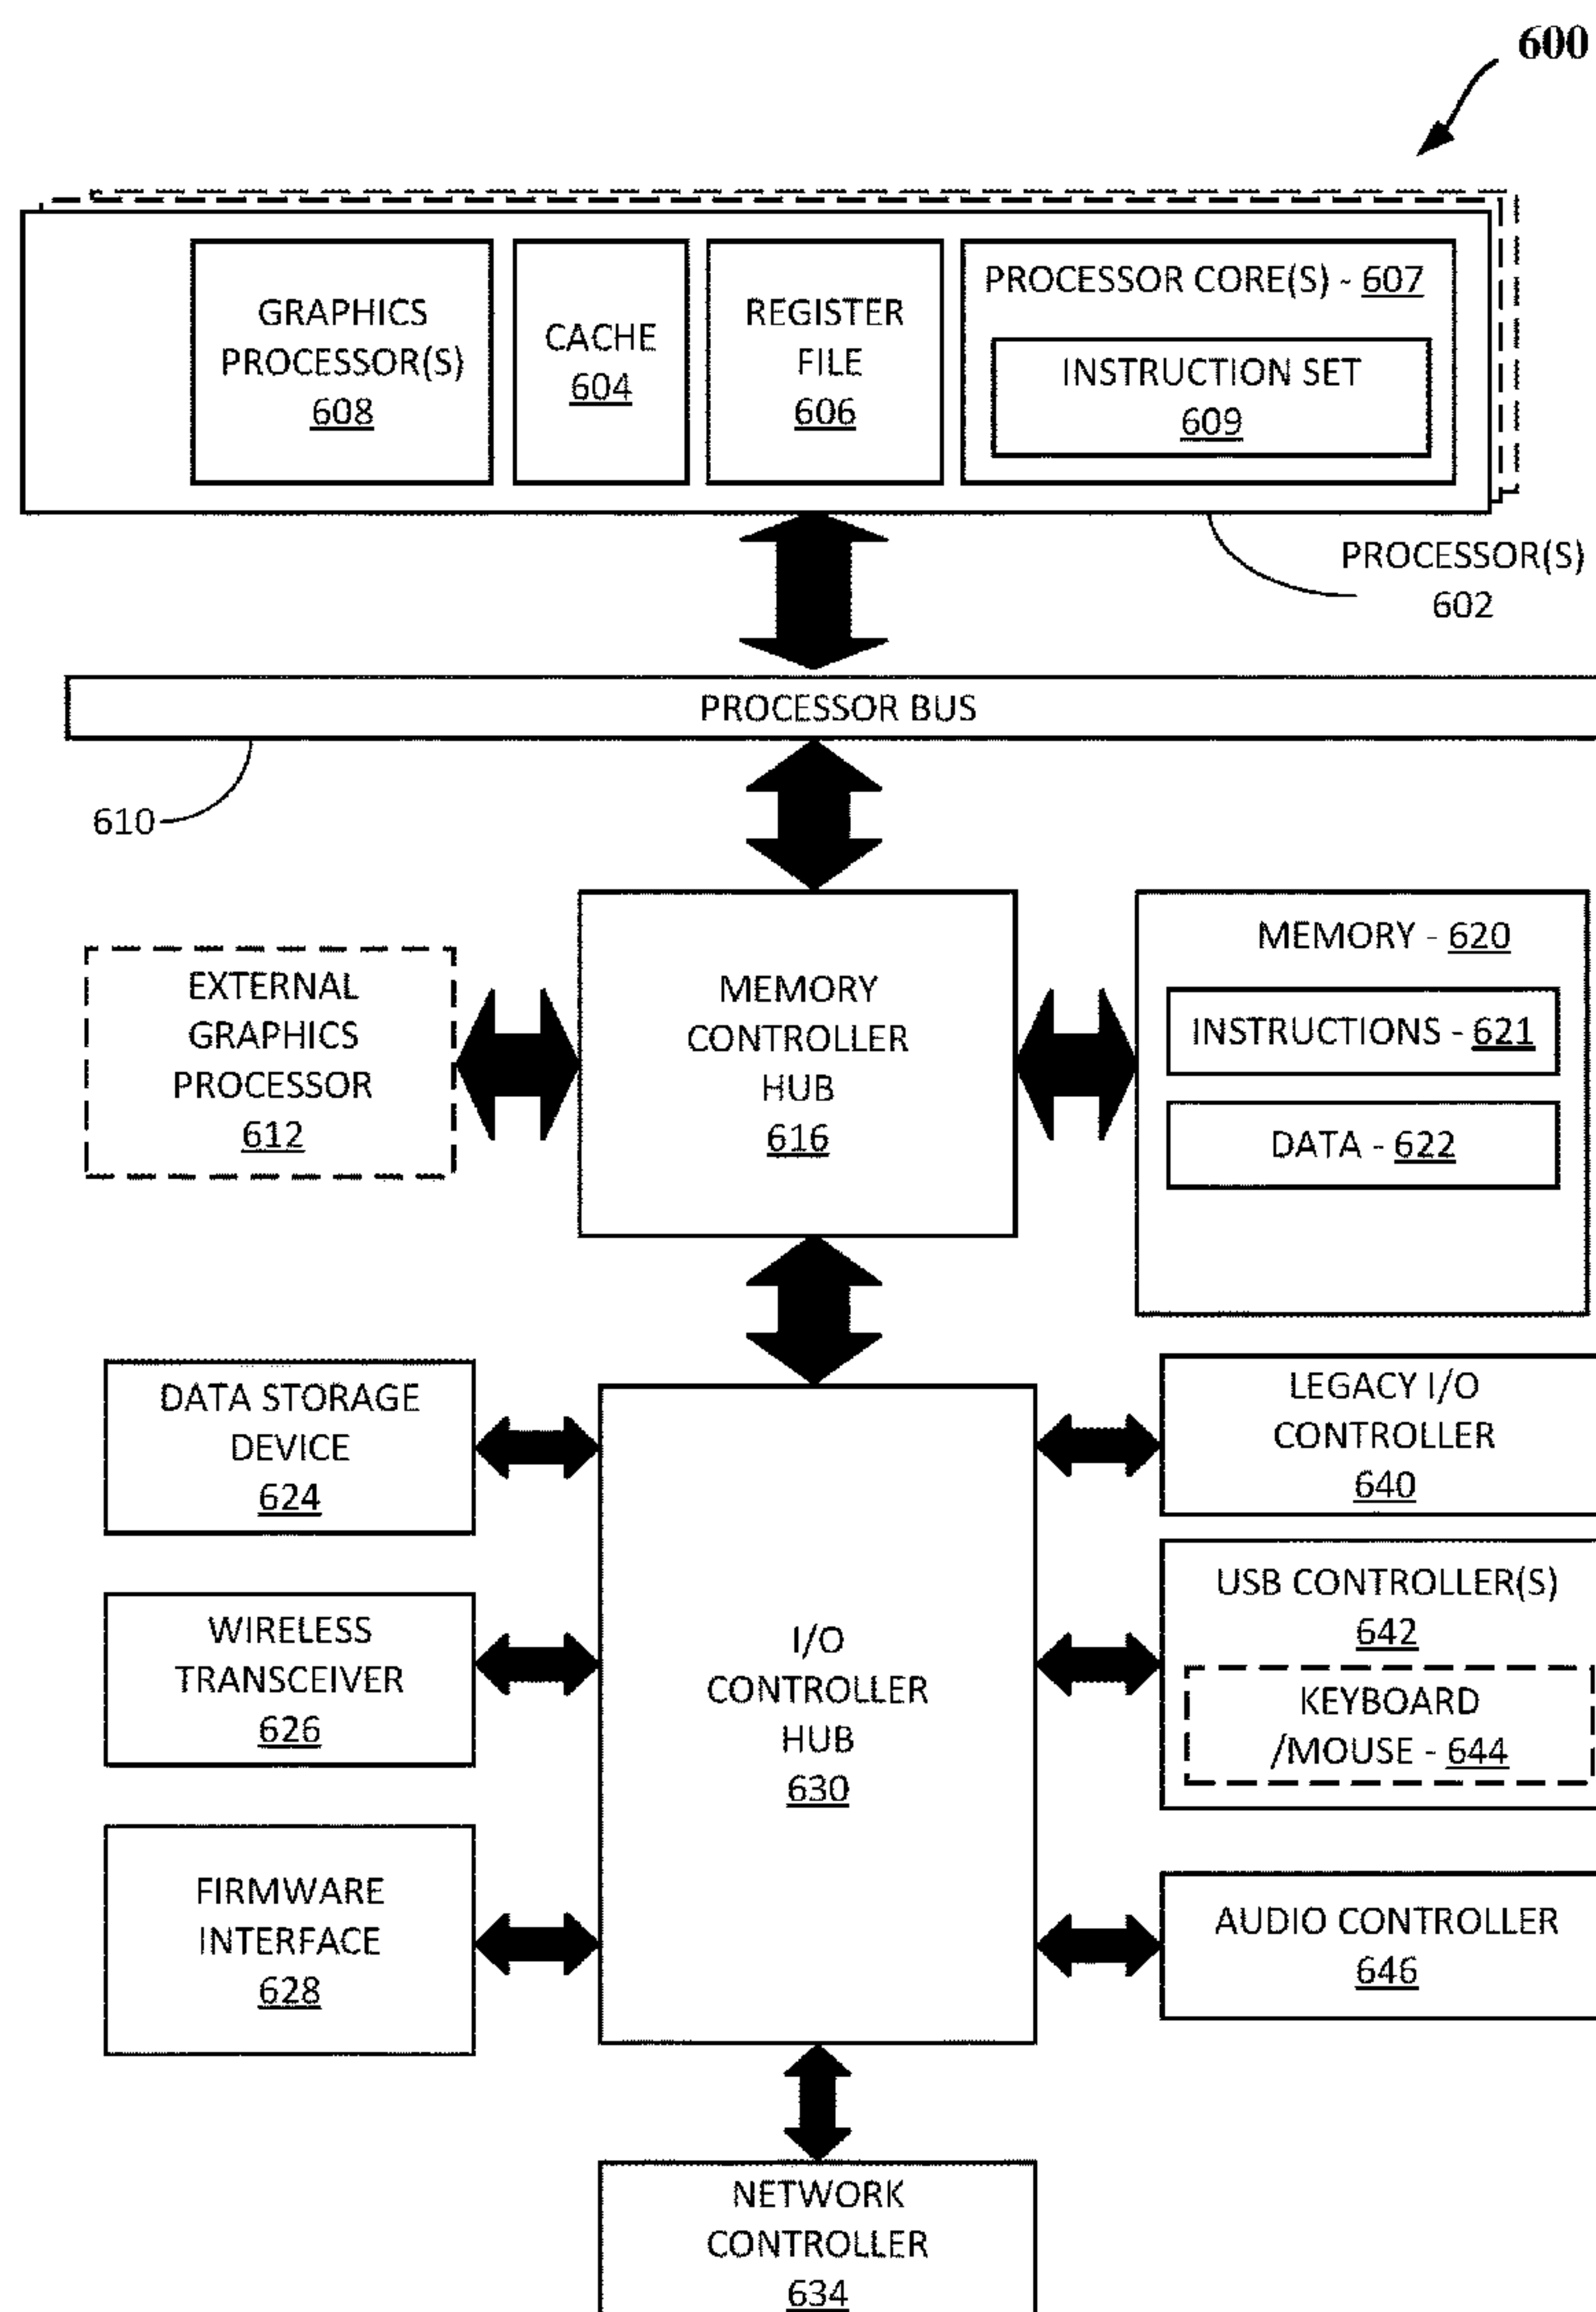 600
GRAPHICS
PROCESSOR(S)
608
CACHE
604
REGISTER
FILE
606
PROCESSOR CORE(S) - 607
INSTRUCTION SET
609
PROCESSOR(S)
602
PROCESSOR BUS
610
EXTERNAL
GRAPHICS
PROCESSOR
612
MEMORY
CONTROLLER
HUB
616
MEMORY - 620
INSTRUCTIONS - 621
DATA - 622
DATA STORAGE
DEVICE
624
LEGACY I/O
CONTROLLER
640
WIRELESS
TRANSCEIVER
626
I/O
CONTROLLER
HUB
630
USB CONTROLLER(S)
642
KEYBOARD
/MOUSE - 644
FIRMWARE
INTERFACE
628
AUDIO CONTROLLER
646
NETWORK
CONTROLLER
634